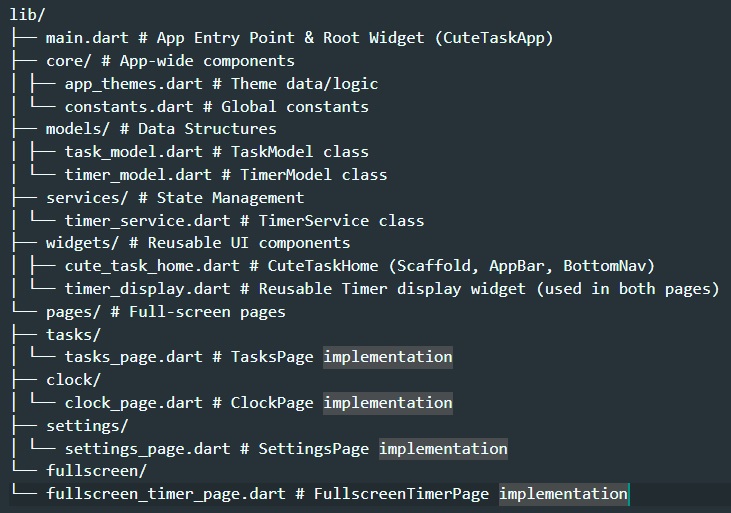 lib/
├── main.dart # App Entry Point & Root Widget (CuteTaskApp)
├── core/ # App-wide components
│ ├── app_themes.dart # Theme data/logic
│ └── constants.dart # Global constants
├── models/ # Data Structures
│ ├── task_model.dart # TaskModel class
│ └── timer_model.dart # TimerModel class
├── services/ # State Management
│ └── timer_service.dart # TimerService class
├── widgets/ # Reusable UI components
│ ├── cute_task_home.dart # CuteTaskHome (Scaffold, AppBar, BottomNav)
│ └── timer_display.dart # Reusable Timer display widget (used in both pages)
└── pages/ # Full-screen pages
├── tasks/
│ └── tasks_page.dart # TasksPage implementation
├── clock/
│ └── clock_page.dart # ClockPage implementation
├── settings/
│ └── settings_page.dart # SettingsPage implementation
└── fullscreen/
└── fullscreen_timer_page.dart # FullscreenTimerPage implementation